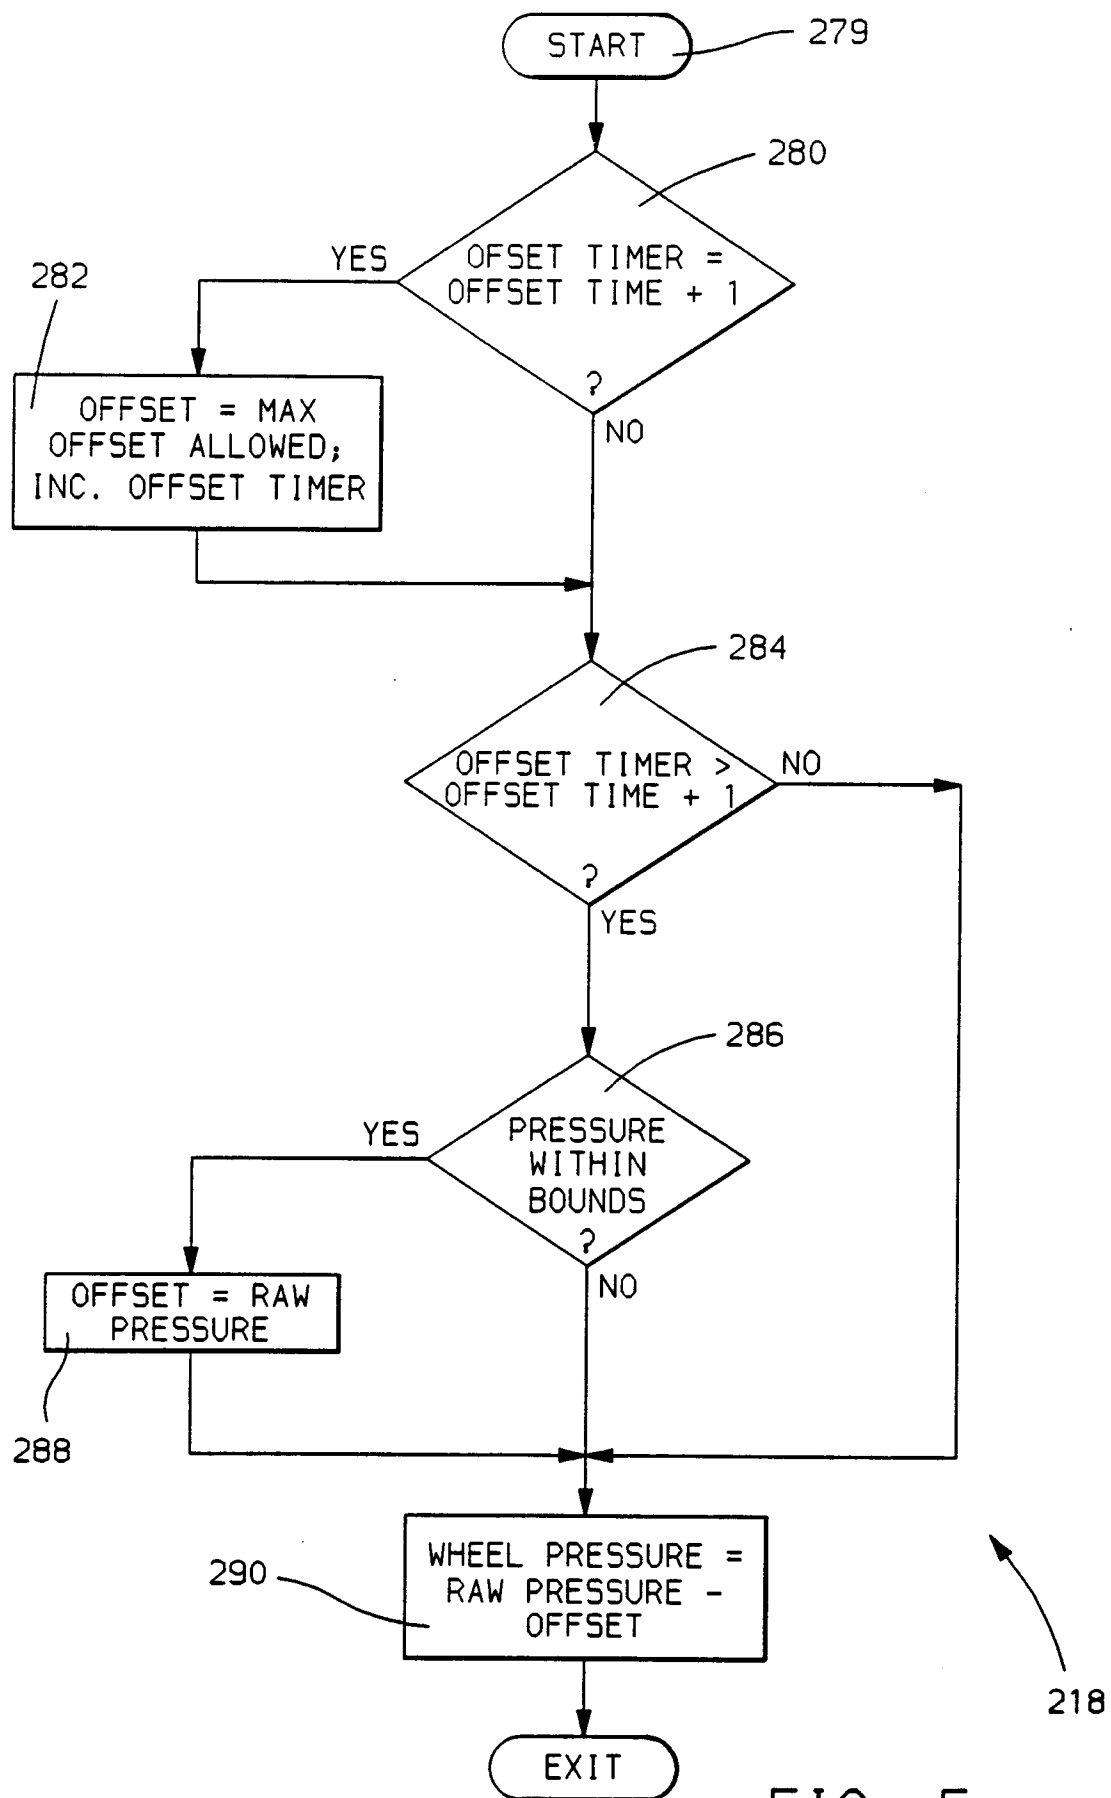 START
279
280
YES
OFSET TIMER =
OFFSET TIME + 1
?
NO
282
OFFSET = MAX
OFFSET ALLOWED;
INC. OFFSET TIMER
284
OFFSET TIMER >
OFFSET TIME + 1
?
NO
YES
286
YES
PRESSURE
WITHIN
BOUNDS
?
NO
OFFSET = RAW
PRESSURE
288
WHEEL PRESSURE =
RAW PRESSURE -
OFFSET
290
218
EXIT